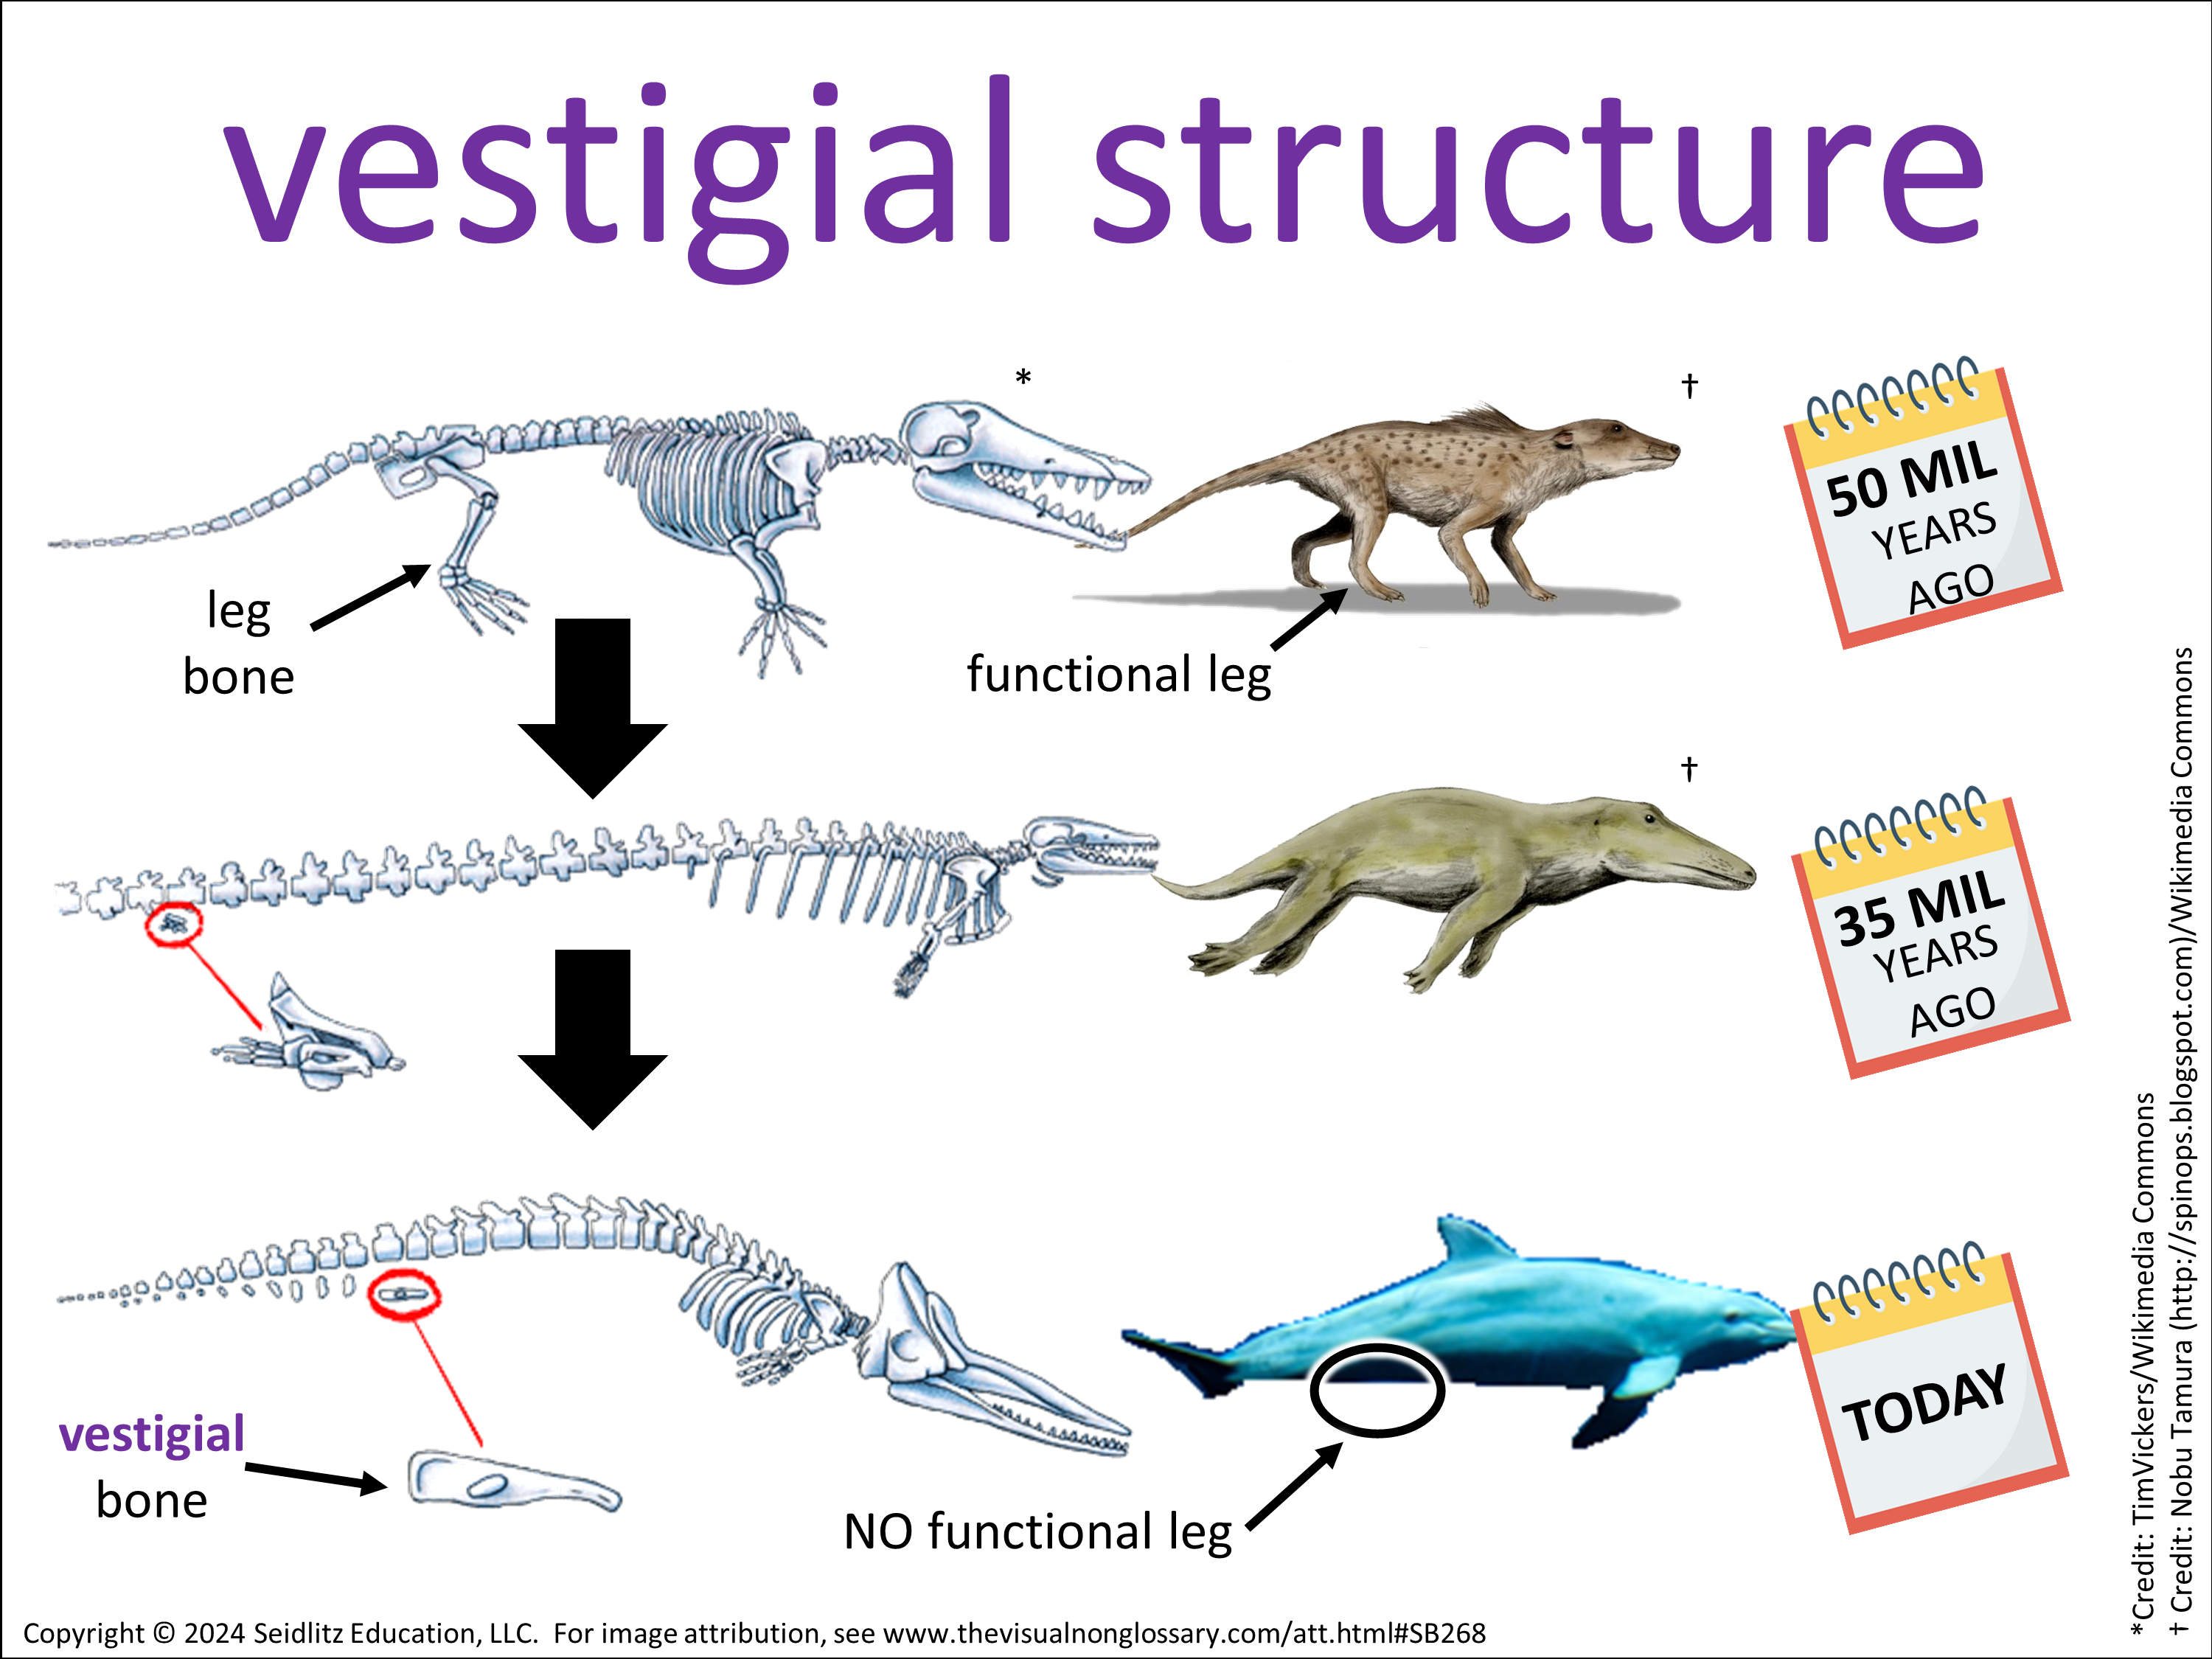 vestigial structure
*
†
50 MIL
YEARS
AGO
leg
bone
functional leg
†
35 MIL
YEARS
AGO
TODAY
vestigial
bone
NO functional leg
Copyright © 2024 Seidlitz Education, LLC.  For image attribution, see www.thevisualnonglossary.com/att.html#SB268
*Credit: TimVickers/Wikimedia Commons
† Credit: Nobu Tamura (http://spinops.blogspot.com)/Wikimedia Commons